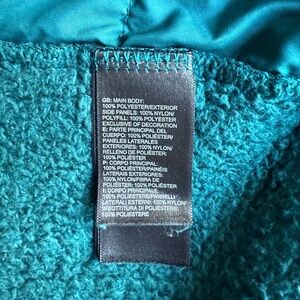 GB: MAIN BODY:
100% POLYESTER/EXTERIOR
SIDE PANELS: 100% NYLON/
POLYFILL: 100% POLYESTER
EXCLUSIVE OF DECORATION
E: PARTE PRINCIPAL DEL
CUERPO: 100% POLIÉSTER/
PANELES LATERALES
EXTERIORES: 100% NYLON/
RELLENO DE POLIÉSTER:
100% POLIÉSTER
P: CORPO PRINCIPAL:
100% POLIÉSTER/PAINÉIS
LATERAIS EXTERIORES:
100% NYLON/FIBRA DE
POLIÉSTER: 100% POLIÉSTER
I: CORPO PRINCIPALE:
100% POLIESTERE/PANNELLI
LATERALI ESTERNI: 100% NYLON/
IMBOTTITURA DI POLIESTERE:
100% POLIESTERE